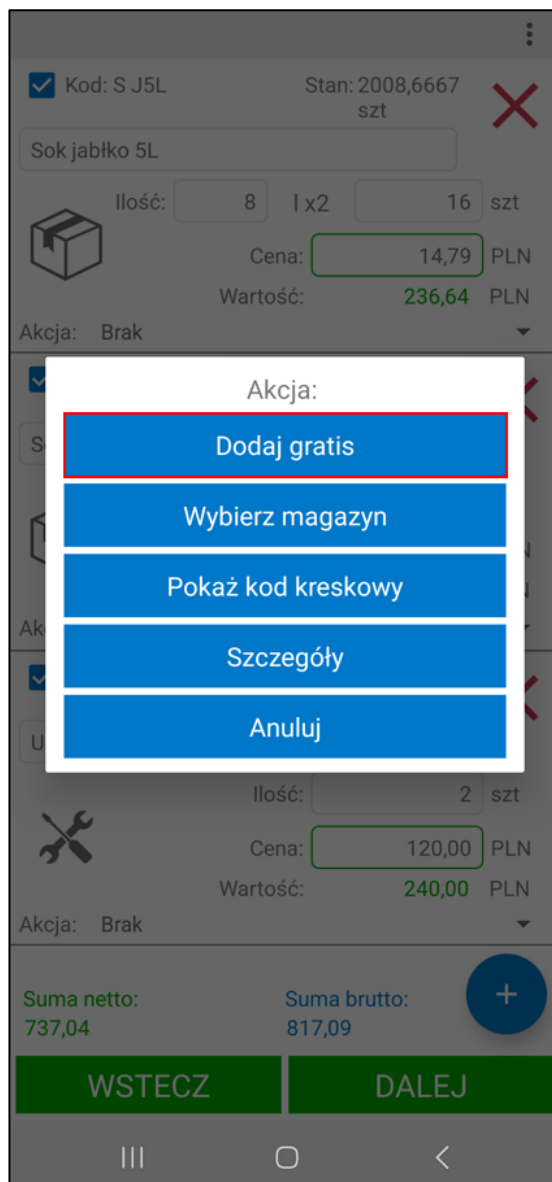 Kod: S J5L
Stan: 2008,6667
szt
Sok jabłko 5L
Ilość: 8 l x2 16 szt
Cena: 14,79 PLN
Wartość: 236,64 PLN
Akcja: Brak
Akcja:
Dodaj gratis
Wybierz magazyn
Pokaż kod kreskowy
Szczegóły
Anuluj
Ilość: 2 szt
Cena: 120,00 PLN
Wartość: 240,00 PLN
Akcja: Brak
Suma netto: Suma brutto:
737,04 817,09
+
WSTECZ DALEJ